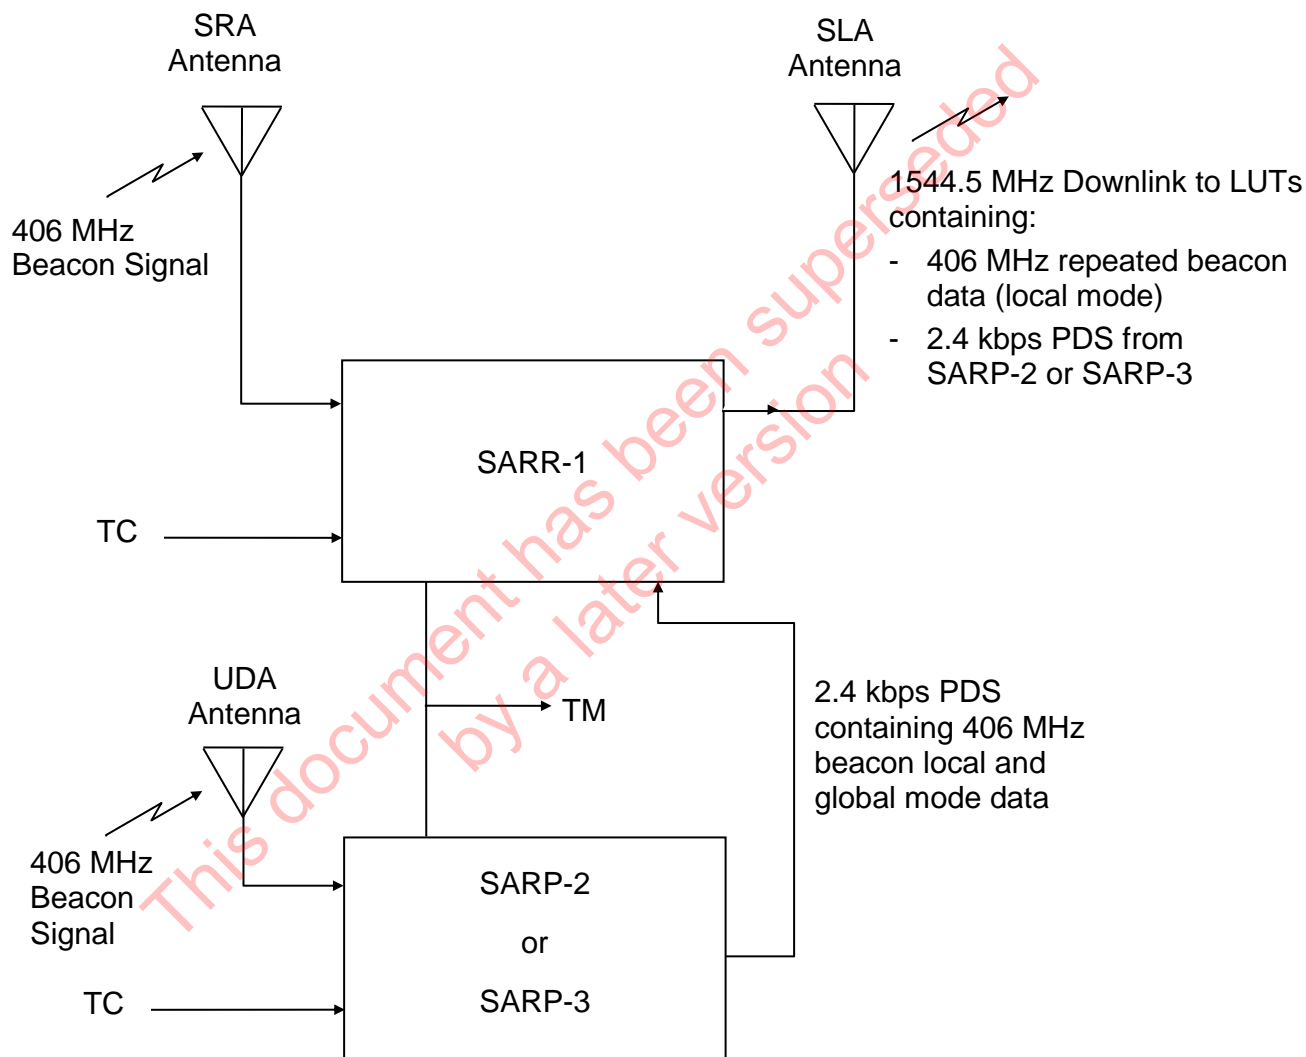 SRA
Antenna
SLA
Antenna
406 MHz
Beacon Signal
1544.5 MHz Downlink to LUTs
containing:
- 406 MHz repeated beacon
data (local mode)
- 2.4 kbps PDS from
SARP-2 or SARP-3
SARR-1
TC
UDA
Antenna
TM
2.4 kbps PDS
containing 406 MHz
beacon local and
global mode data
406 MHz
Beacon
Signal
SARP-2
or
SARP-3
TC
This document has been superseded
by a later version